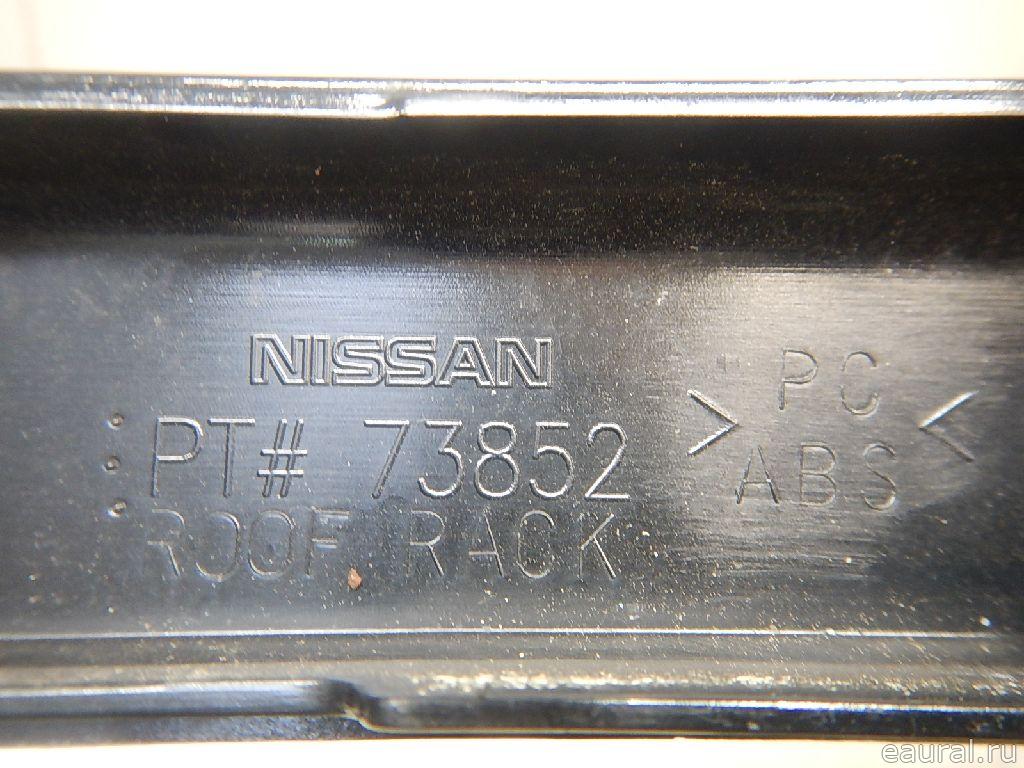 NISSAN
PT# 73852
ROOF RACK
> PC <
ABS
eaural.ru